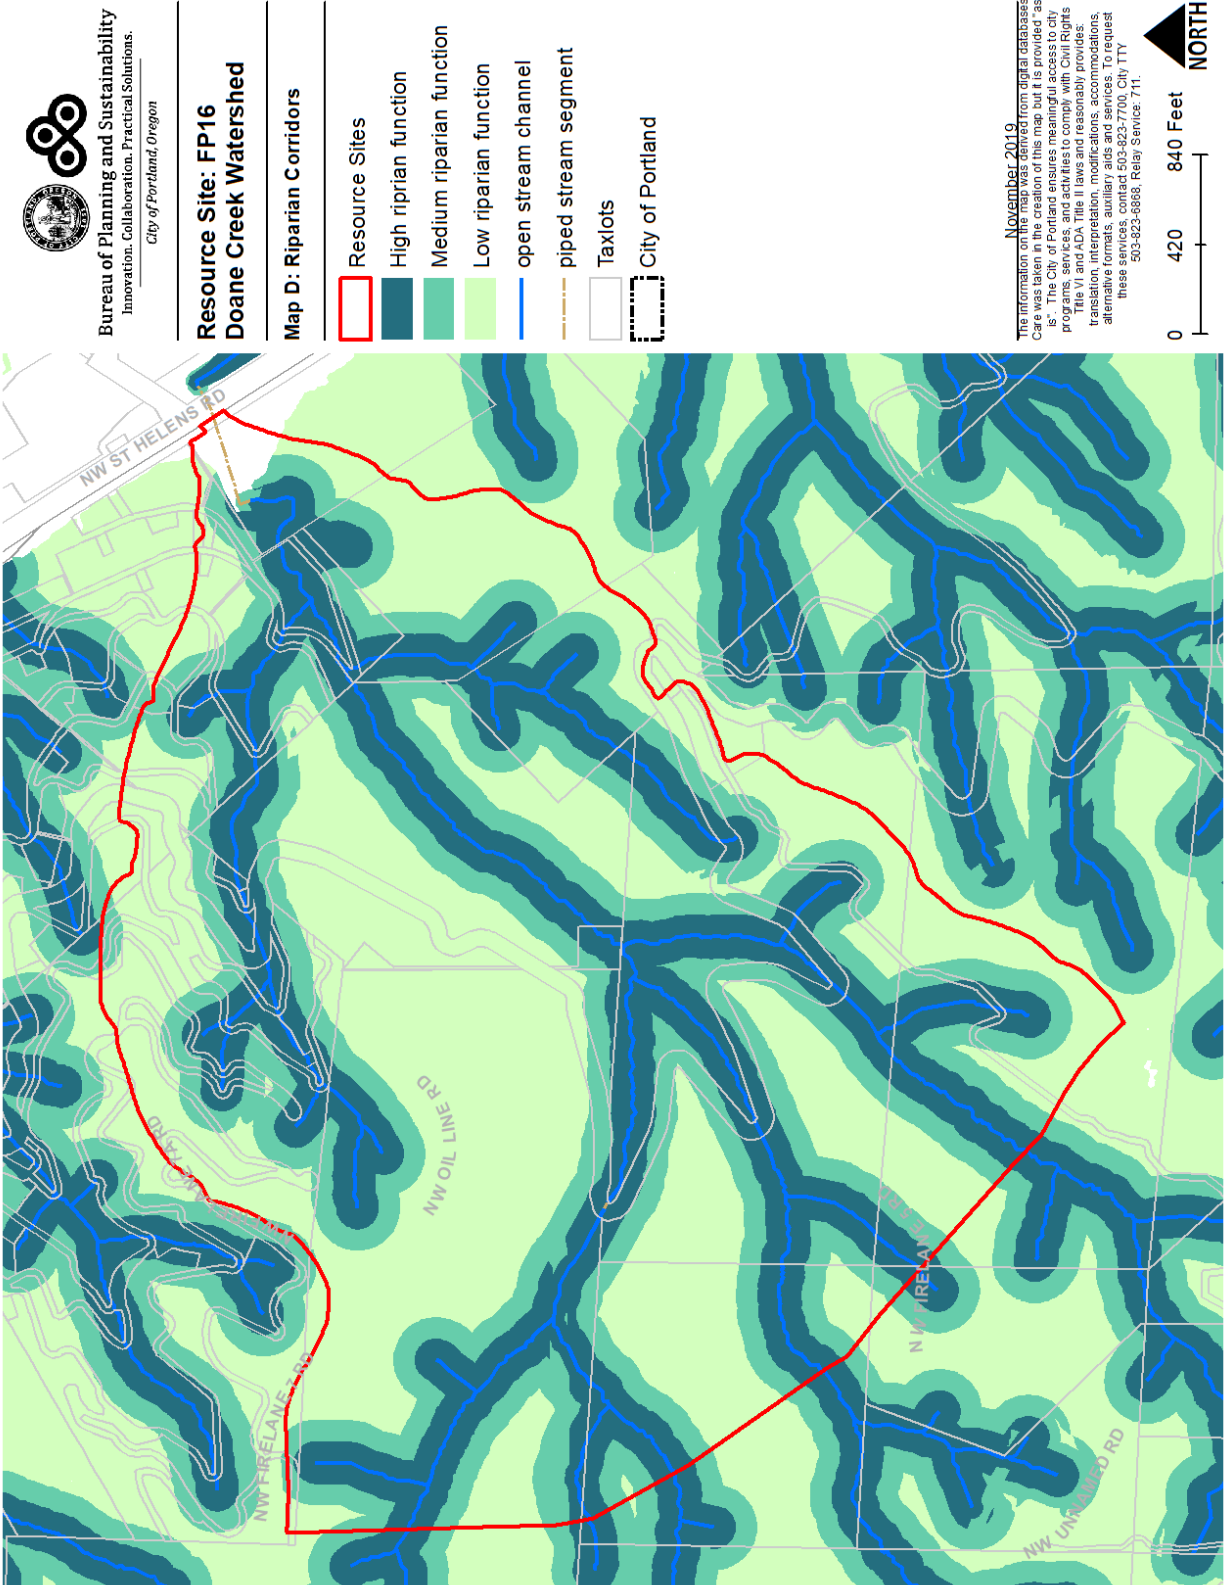 Bureau of Planning and Sustainability
Innovation. Collaboration. Practical Solutions.
City of Portland, Oregon
Resource Site: FP16
Doane Creek Watershed
Map D: Riparian Corridors
Resource Sites
High riprian function
Medium riparian function
Low riparian function
open stream channel
piped stream segment
Taxlots
City of Portland
November 2019
The information on the map was derived from digital databases
Care was taken in the creation of this map but it is provided "as
is". The City of Portland ensures meaningful access to city
programs, services, and activities to comply with Civil Rights
Title VI and ADA Title II laws and reasonably provides:
translation, interpretation, modifications, accommodations,
alternative formats, auxiliary aids and services. To request
these services, contact 503-823-7700, City TTY
503-823-6868, Relay Service: 711.
0 420 840 Feet
NORTH
NW ST HELENS RD
NW OIL LINE RD
NW FIRELANE 7 RD
NW FIRELANE 5 RD
NW UNNAMED RD